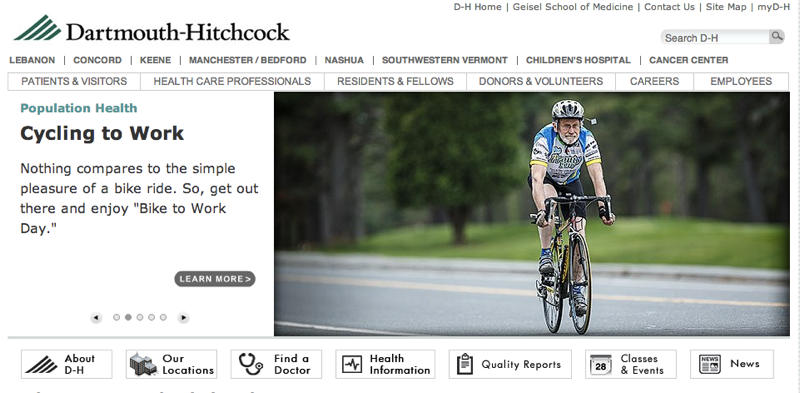 D-H Home | Geisel School of Medicine | Contact Us | Site Map | myD-H
Dartmouth-Hitchcock
Search D-H
LEBANON | CONCORD | KEENE | MANCHESTER / BEDFORD | NASHUA | SOUTHWESTERN VERMONT | CHILDREN'S HOSPITAL | CANCER CENTER
PATIENTS & VISITORS | HEALTH CARE PROFESSIONALS | RESIDENTS & FELLOWS | DONORS & VOLUNTEERS | CAREERS | EMPLOYEES
Population Health
Cycling to Work
Nothing compares to the simple
pleasure of a bike ride. So, get out
there and enjoy "Bike to Work
Day."
LEARN MORE >
About
D-H
Our
Locations
Find a
Doctor
Health
Information
Quality Reports
28
Classes
& Events
NEWS
News